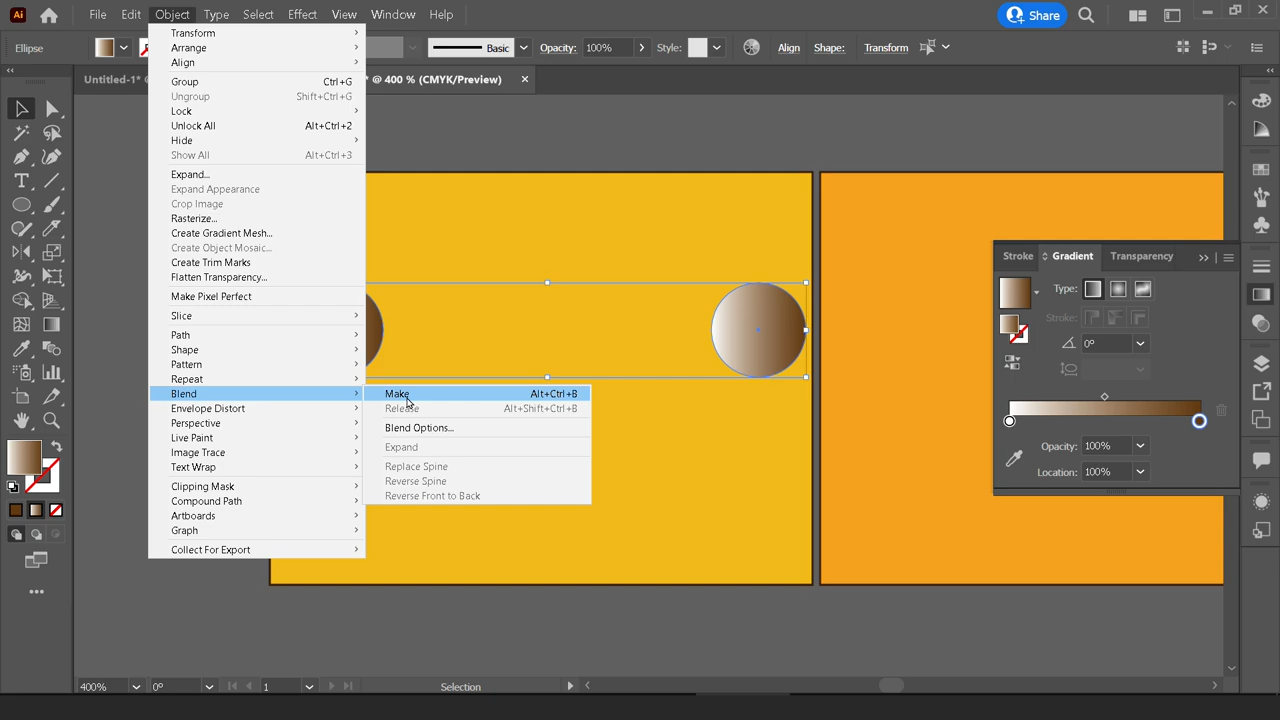 Ai File Edit Object Type Select Effect View Window Help Share
Ellipse Basic Opacity: 100% Style: Align Shape: Transform
Untitled-1* @ * @ 400 % (CMYK/Preview)
Transform
Arrange
Align
Group Ctrl+G
Ungroup Shift+Ctrl+G
Lock
Unlock All Alt+Ctrl+2
Hide
Show All Alt+Ctrl+3
Expand...
Expand Appearance
Crop Image
Rasterize...
Create Gradient Mesh...
Create Object Mosaic...
Create Trim Marks
Flatten Transparency...
Make Pixel Perfect
Slice
Path
Shape
Pattern
Repeat
Blend
Envelope Distort
Perspective
Live Paint
Image Trace
Text Wrap
Clipping Mask
Compound Path
Artboards
Graph
Collect For Export
Make Alt+Ctrl+B
Release Alt+Shift+Ctrl+B
Blend Options...
Expand
Replace Spine
Reverse Spine
Reverse Front to Back
Stroke Gradient Transparency
Type:
Stroke:
0°
Opacity: 100%
Location: 100%
400% 0° 1 Selection